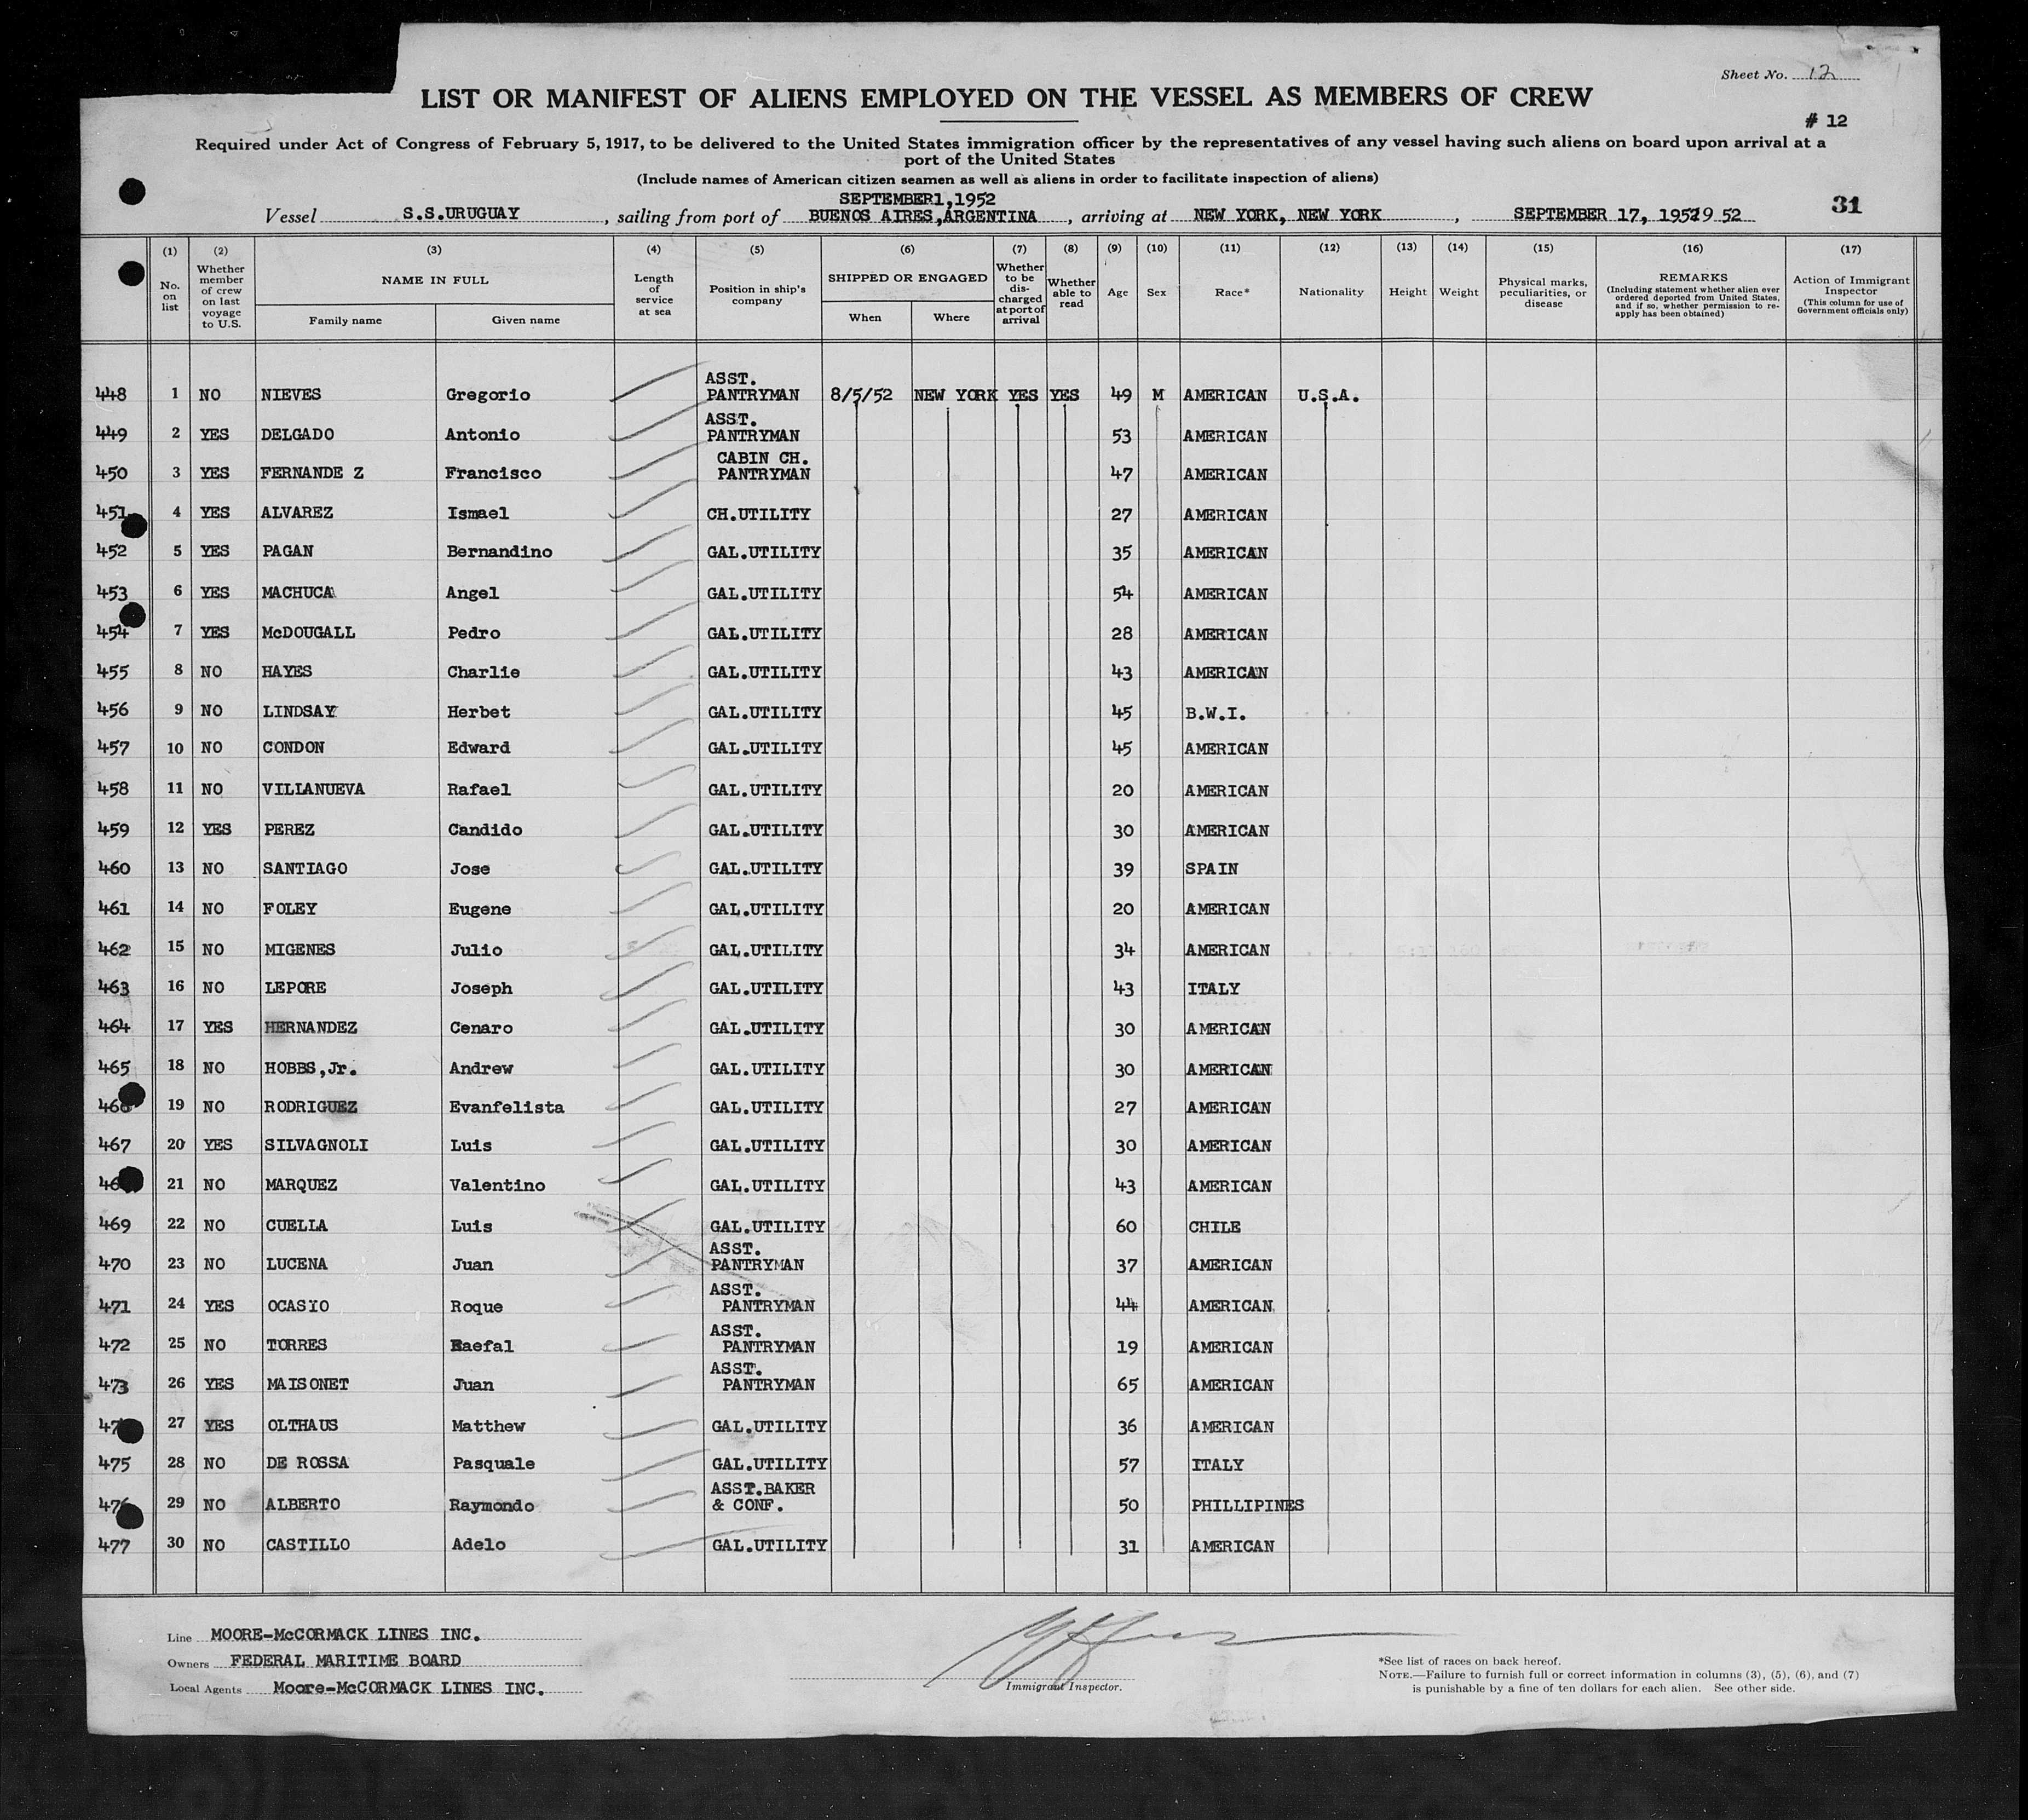 Sheet No. 12
LIST OR MANIFEST OF ALIENS EMPLOYED ON THE VESSEL AS MEMBERS OF CREW
# 12
Required under Act of Congress of February 5, 1917, to be delivered to the United States immigration officer by the representatives of any vessel having such aliens on board upon arrival at a
port of the United States
(Include names of American citizen seamen as well as aliens in order to facilitate inspection of aliens)
SEPTEMBER1,1952
Vessel S.S.URUGUAY, sailing from port of BUENOS AIRES,ARGENTINA, arriving at NEW YORK, NEW YORK, SEPTEMBER 17, 19 52
31
(1) (2) (3) (4) (5) (6) (7) (8) (9) (10) (11) (12) (13) (14) (15) (16) (17)
No. on list
Whether member of crew on last voyage to U.S.
NAME IN FULL
Family name Given name
Length of service at sea
Position in ship's company
SHIPPED OR ENGAGED
When Where
Whether to be discharged at port of arrival
Whether able to read
Age Sex Race* Nationality Height Weight
Physical marks, peculiarities, or disease
REMARKS
(Including statement whether alien ever ordered deported from United States, and if so, whether permission to reapply has been obtained)
Action of Immigrant Inspector
(This column for use of Government officials only)
448 1 NO NIEVES Gregorio ASST. PANTRYMAN 8/5/52 NEW YORK YES YES 49 M AMERICAN U.S.A.
449 2 YES DELGADO Antonio ASST. PANTRYMAN 53 AMERICAN
450 3 YES FERNANDE Z Francisco CABIN CH. PANTRYMAN 47 AMERICAN
451 4 YES ALVAREZ Ismael CH.UTILITY 27 AMERICAN
452 5 YES PAGAN Bernandino GAL.UTILITY 35 AMERICAN
453 6 YES MACHUCA Angel GAL.UTILITY 54 AMERICAN
454 7 YES McDOUGALL Pedro GAL.UTILITY 28 AMERICAN
455 8 NO HAYES Charlie GAL.UTILITY 43 AMERICAN
456 9 NO LINDSAY Herbet GAL.UTILITY 45 B.W.I.
457 10 NO CONDON Edward GAL.UTILITY 45 AMERICAN
458 11 NO VILLANUEVA Rafael GAL.UTILITY 20 AMERICAN
459 12 YES PEREZ Candido GAL.UTILITY 30 AMERICAN
460 13 NO SANTIAGO Jose GAL.UTILITY 39 SPAIN
461 14 NO FOLEY Eugene GAL.UTILITY 20 AMERICAN
462 15 NO MIGENES Julio GAL.UTILITY 34 AMERICAN
463 16 NO LEPORE Joseph GAL.UTILITY 43 ITALY
464 17 YES HERNANDEZ Cenaro GAL.UTILITY 30 AMERICAN
465 18 NO HOBBS,Jr. Andrew GAL.UTILITY 30 AMERICAN
466 19 NO RODRIGUEZ Evanfelista GAL.UTILITY 27 AMERICAN
467 20 YES SILVAGNOLI Luis GAL.UTILITY 30 AMERICAN
21 NO MARQUEZ Valentino GAL.UTILITY 43 AMERICAN
469 22 NO CUELLA Luis GAL.UTILITY 60 CHILE
470 23 NO LUCENA Juan ASST. PANTRYMAN 37 AMERICAN
471 24 YES OCASIO Roque ASST. PANTRYMAN 44 AMERICAN
472 25 NO TORRES Raefal ASST. PANTRYMAN 19 AMERICAN
473 26 YES MAISONET Juan ASST. PANTRYMAN 65 AMERICAN
27 YES OLTHAUS Matthew GAL.UTILITY 36 AMERICAN
475 28 NO DE ROSSA Pasquale GAL.UTILITY 57 ITALY
476 29 NO ALBERTO Raymondo ASST.BAKER & CONF. 50 PHILLIPINES
477 30 NO CASTILLO Adelo GAL.UTILITY 31 AMERICAN
Line MOORE-McCORMACK LINES INC.
Owners FEDERAL MARITIME BOARD
Local Agents Moore-McCORMACK LINES INC.
Immigrant Inspector.
*See list of races on back hereof.
NOTE.—Failure to furnish full or correct information in columns (3), (5), (6), and (7)
is punishable by a fine of ten dollars for each alien. See other side.